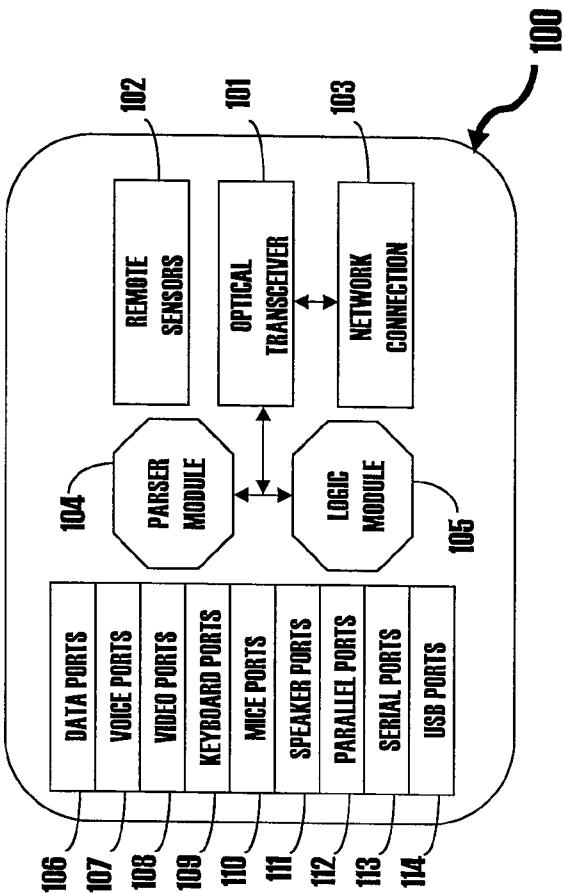 102
101
103
REMOTE
SENSORS
OPTICAL
TRANSCEIVER
NETWORK
CONNECTION
100
104
PARSER
MODULE
LOGIC
MODULE
105
DATA PORTS
VOICE PORTS
VIDEO PORTS
KEYBOARD PORTS
MICE PORTS
SPEAKER PORTS
PARALLEL PORTS
SERIAL PORTS
USB PORTS
106
107
108
109
110
111
112
113
114